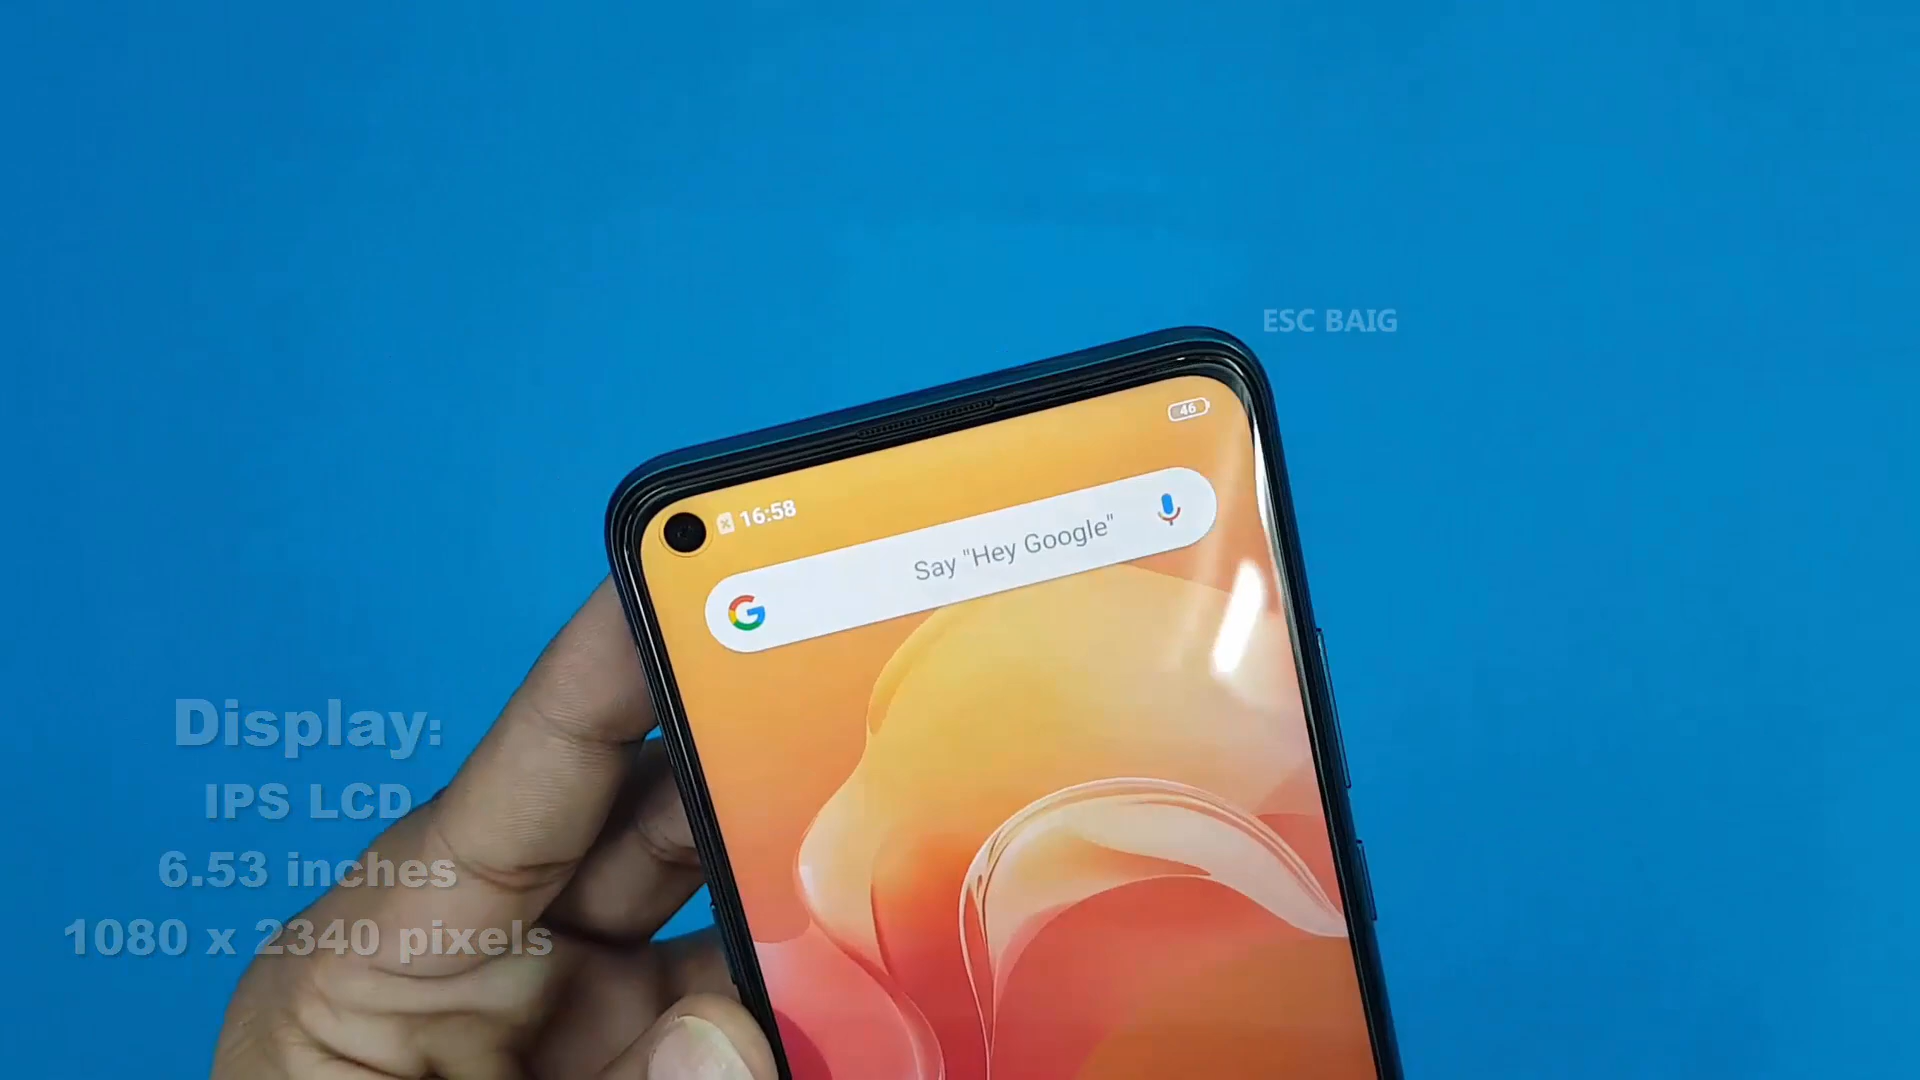 ESC BAIG
46
16:58
Say "Hey Google"
G
Display:
IPS LCD
6.53 inches
1080 x 2340 pixels